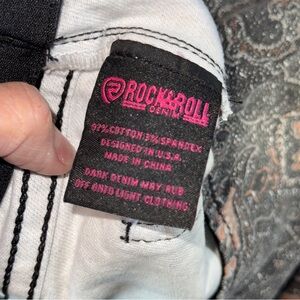 ROCK&ROLL
DENIM
97% COTTON 3% SPANDEX
DESIGNED IN U.S.A.
MADE IN CHINA
DARK DENIM MAY RUB
OFF ONTO LIGHT CLOTHING